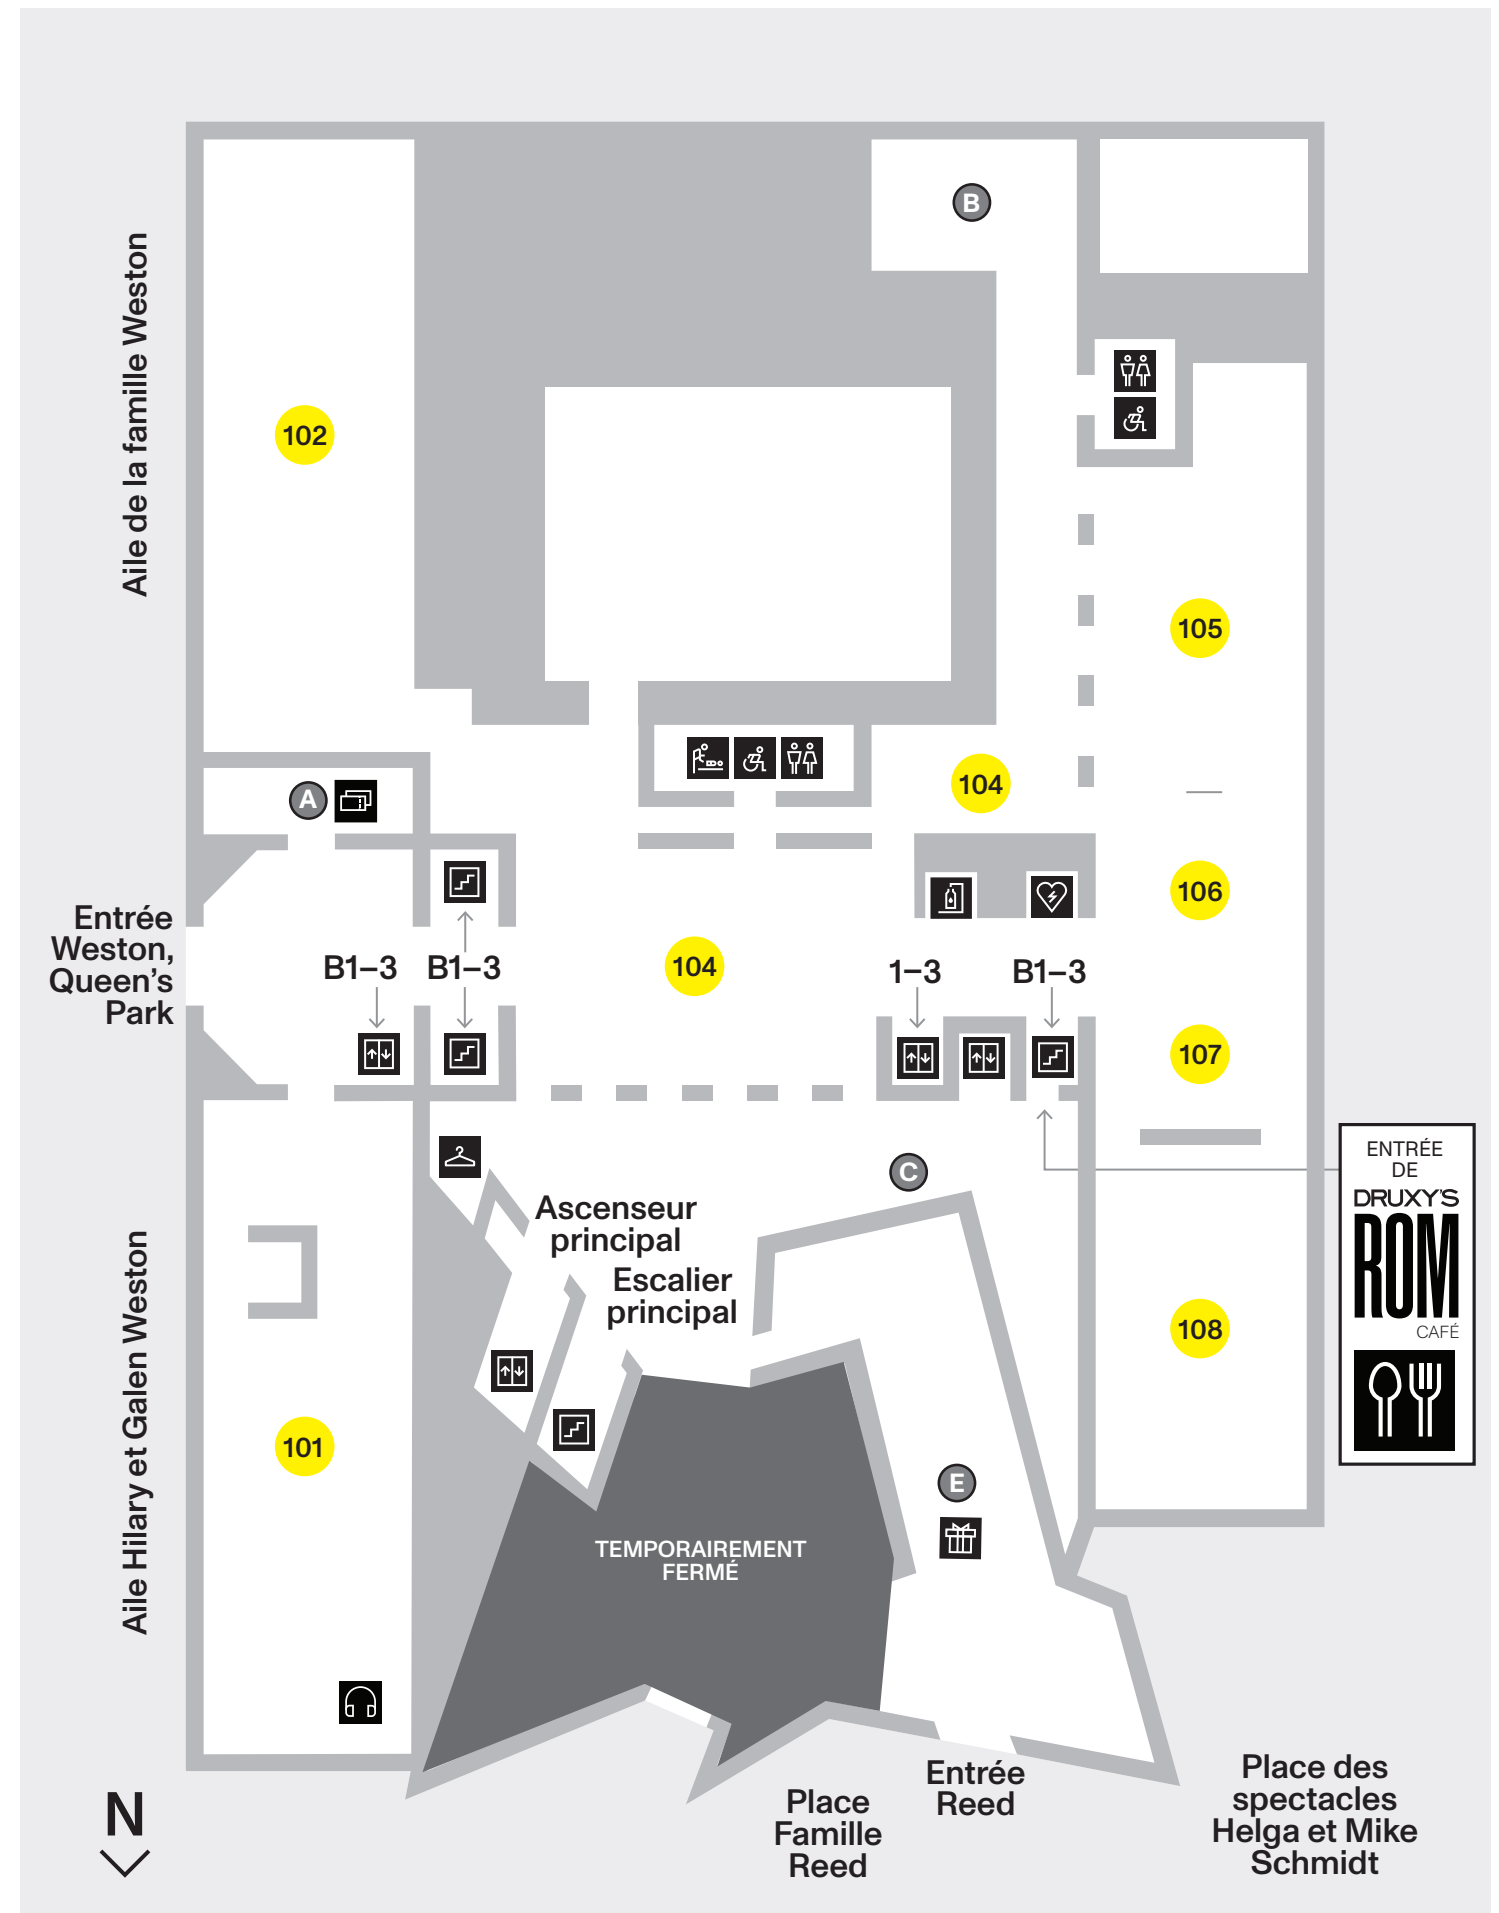 B
Aile de la famille Weston
102
105
104
A
106
Entrée
Weston,
Queen's
Park
B1–3
B1–3
104
1–3
B1–3
107
ENTRÉE
DE
DRUXY'S
ROM
CAFÉ
C
Ascenseur
principal
Escalier
principal
108
Aile Hilary et Galen Weston
101
E
TEMPORAIREMENT
FERMÉ
N
Entrée
Reed
Place
Famille
Reed
Place des
spectacles
Helga et Mike
Schmidt